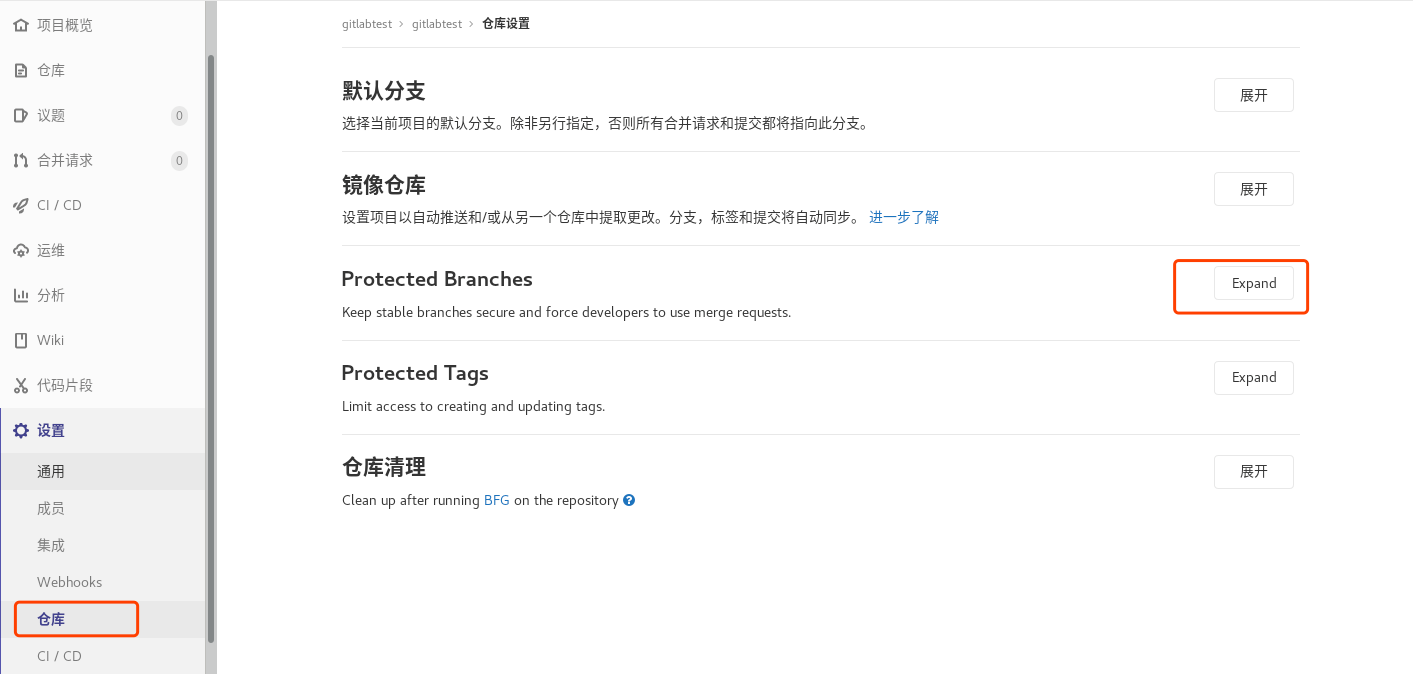 项目概览
仓库
议题 0
合并请求 0
CI / CD
运维
分析
Wiki
代码片段
设置
通用
成员
集成
Webhooks
仓库
CI / CD
gitlabtest > gitlabtest > 仓库设置
默认分支
展开
选择当前项目的默认分支。除非另行指定，否则所有合并请求和提交都将指向此分支。
镜像仓库
展开
设置项目以自动推送和/或从另一个仓库中提取更改。分支，标签和提交将自动同步。 进一步了解
Protected Branches
Expand
Keep stable branches secure and force developers to use merge requests.
Protected Tags
Expand
Limit access to creating and updating tags.
仓库清理
展开
Clean up after running BFG on the repository ?